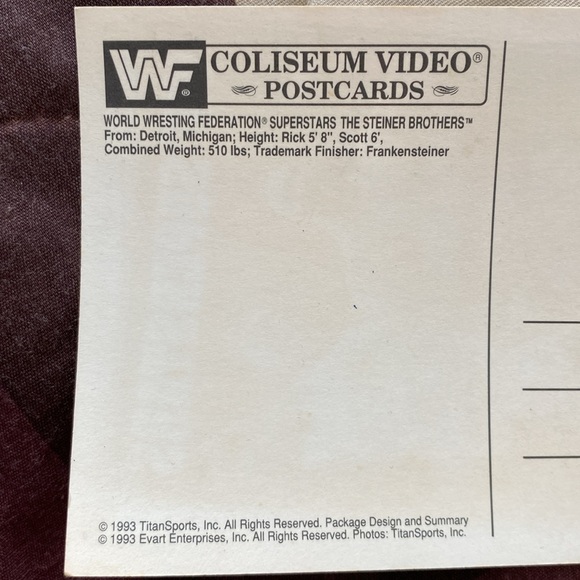 WF ®
COLISEUM VIDEO®
POSTCARDS
WORLD WRESTING FEDERATION® SUPERSTARS THE STEINER BROTHERS™
From: Detroit, Michigan; Height: Rick 5' 8", Scott 6',
Combined Weight: 510 lbs; Trademark Finisher: Frankensteiner
© 1993 TitanSports, Inc. All Rights Reserved. Package Design and Summary
© 1993 Evart Enterprises, Inc. All Rights Reserved. Photos: TitanSports, Inc.